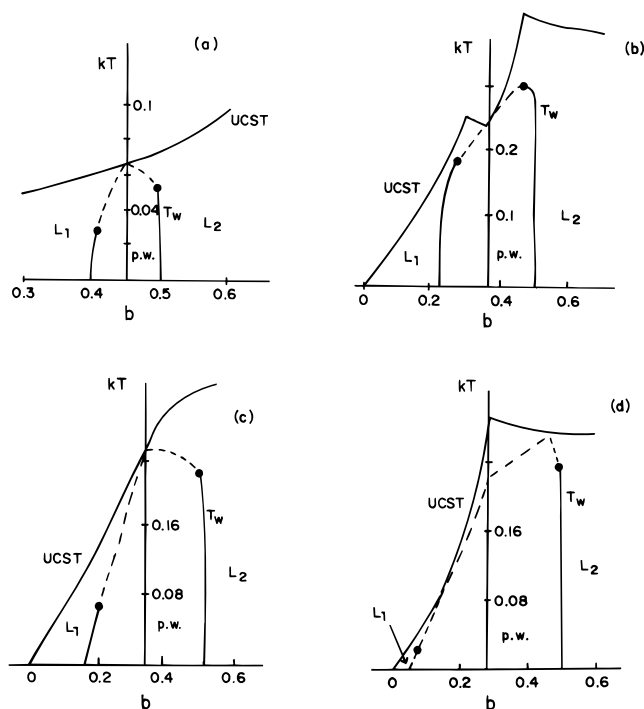 (a)
kT
0.1
UCST
0.04
T_w
L_1
L_2
p.w.
0.3
0.4
0.5
0.6
b
(b)
kT
T_w
0.2
UCST
0.1
L_1
L_2
p.w.
0
0.2
0.4
0.6
b
(c)
kT
T_w
0.16
UCST
0.08
L_1
L_2
p.w.
0
0.2
0.4
0.6
b
(d)
kT
UCST
T_w
0.16
L_1
0.08
L_2
p.w.
0
0.2
0.4
0.6
b